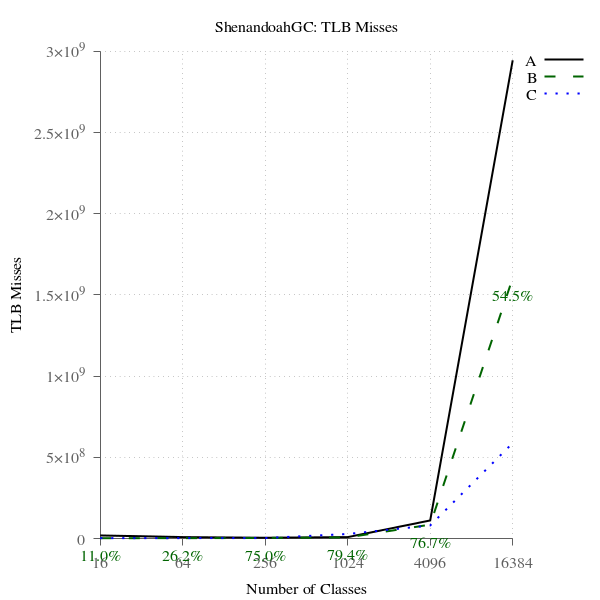 ShenandoahGC: TLB Misses
3×10⁹
2.5×10⁹
2×10⁹
1.5×10⁹
1×10⁹
5×10⁸
0
TLB Misses
A
B
C
54.5%
11.0% 26.2% 75.0% 79.4% 76.7%
16 64 256 1024 4096 16384
Number of Classes